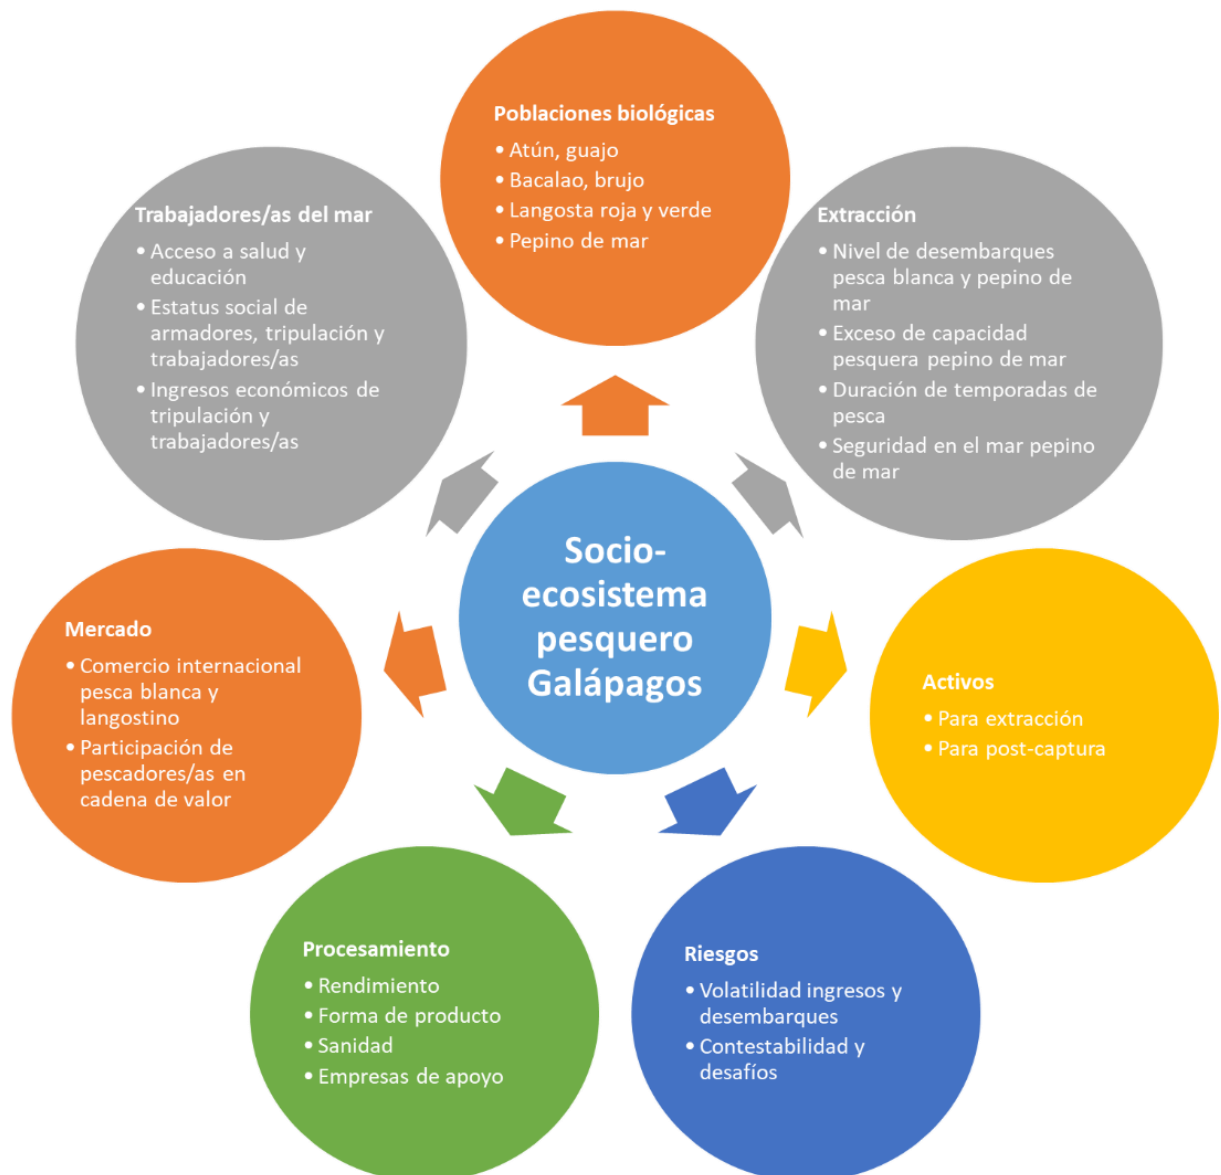 Poblaciones biológicas
• Atún, guajo
• Bacalao, brujo
• Langosta roja y verde
• Pepino de mar
Trabajadores/as del mar
• Acceso a salud y
educación
• Estatus social de
armadores, tripulación y
trabajadores/as
• Ingresos económicos de
tripulación y
trabajadores/as
Extracción
• Nivel de desembarques
pesca blanca y pepino de
mar
• Exceso de capacidad
pesquera pepino de mar
• Duración de temporadas de
pesca
• Seguridad en el mar pepino
de mar
Socio-
ecosistema
pesquero
Galápagos
Mercado
• Comercio internacional
pesca blanca y
langostino
• Participación de
pescadores/as en
cadena de valor
Activos
• Para extracción
• Para post-captura
Procesamiento
• Rendimiento
• Forma de producto
• Sanidad
• Empresas de apoyo
Riesgos
• Volatilidad ingresos y
desembarques
• Contestabilidad y
desafíos